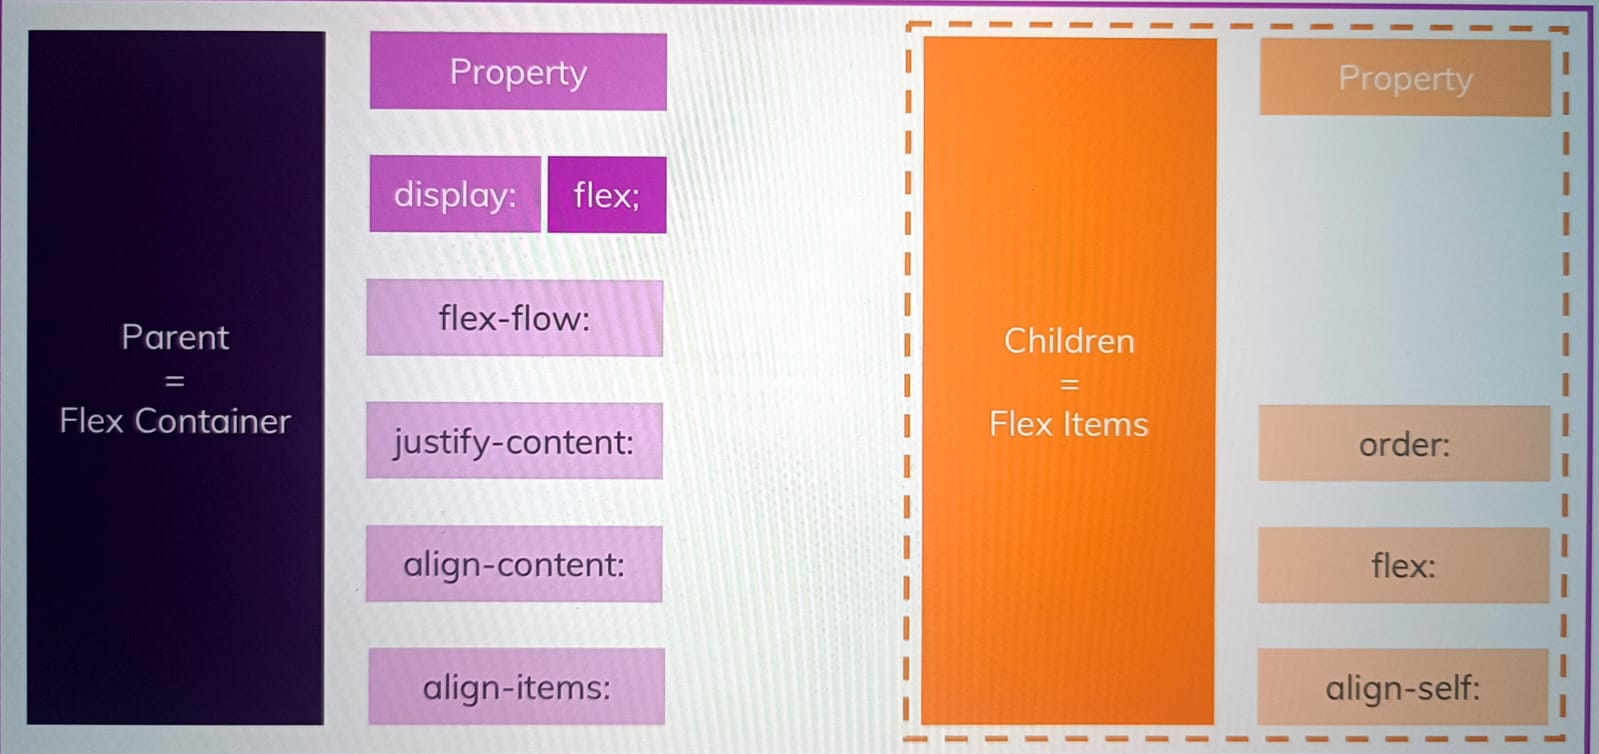 Parent
=
Flex Container
Property
display: flex;
flex-flow:
justify-content:
align-content:
align-items:
Children
=
Flex Items
Property
order:
flex:
align-self: